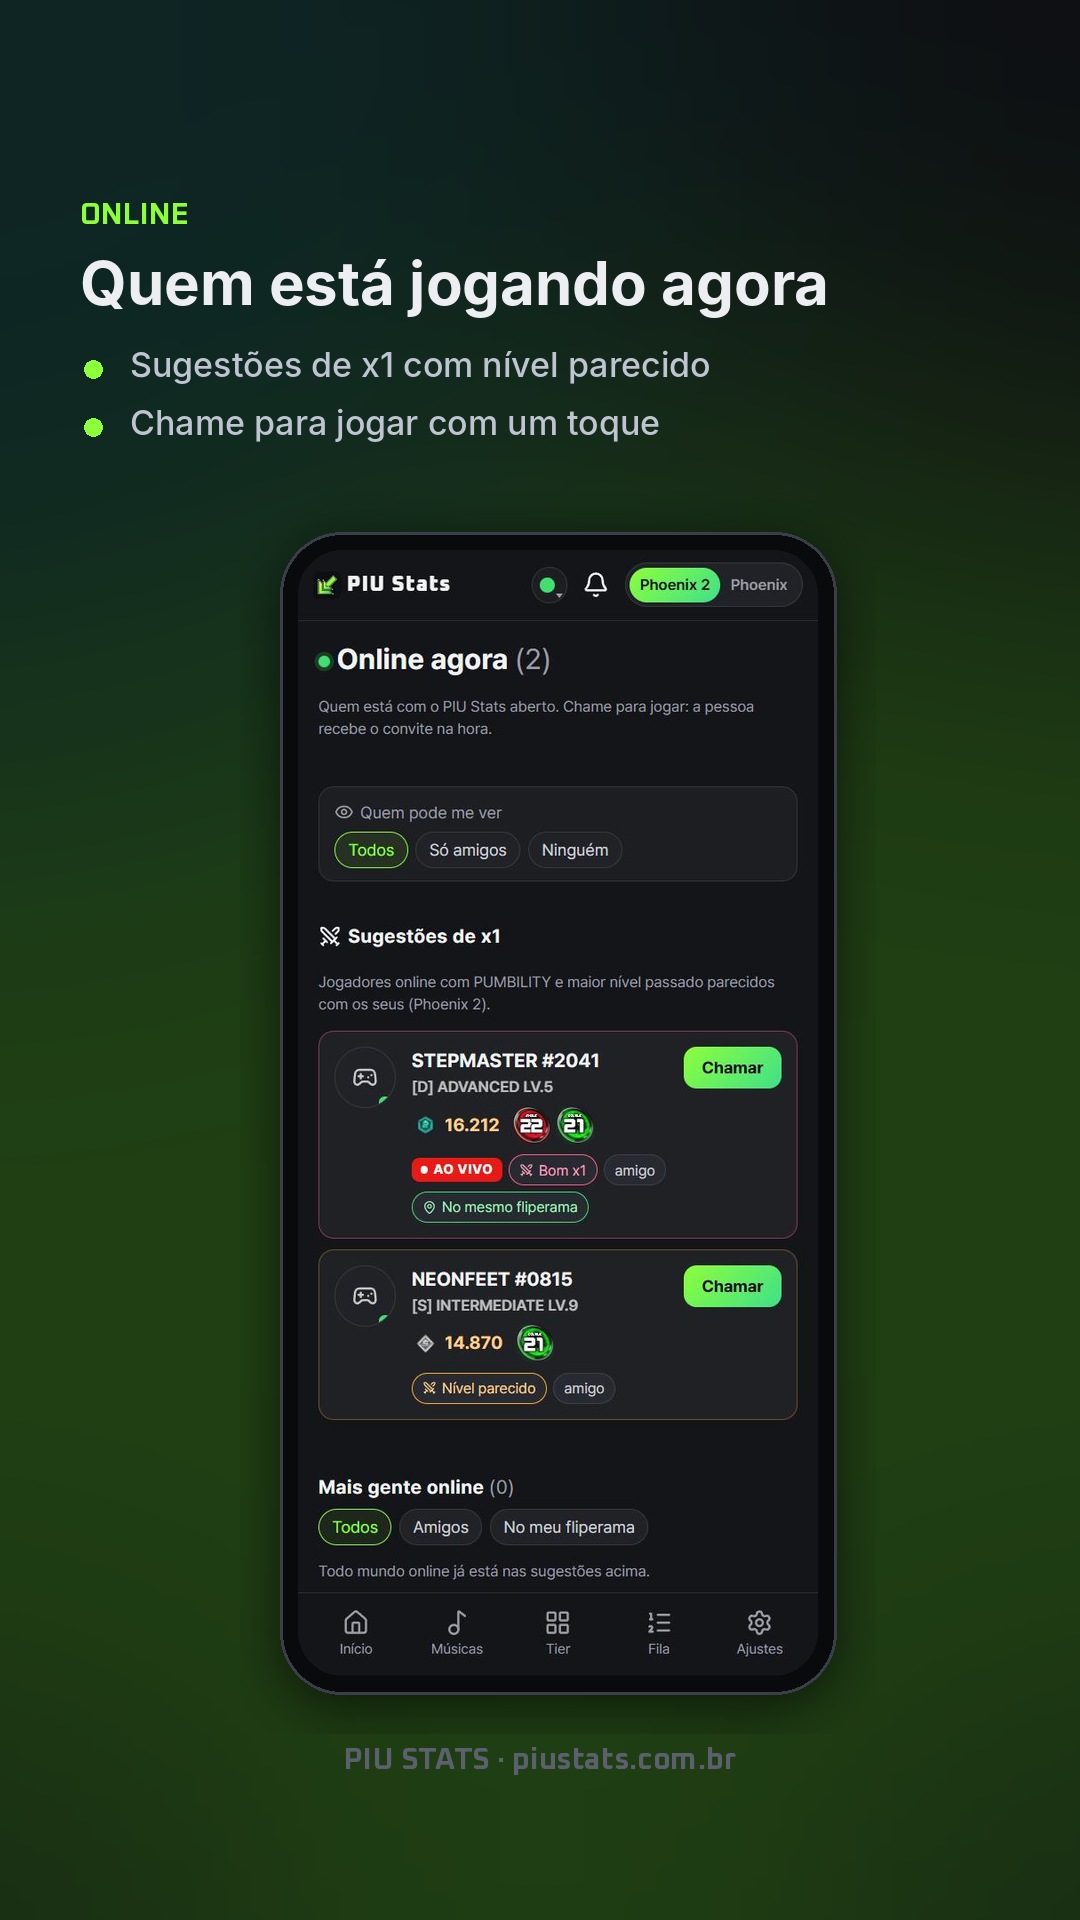 ONLINE
Quem está jogando agora
Sugestões de x1 com nível parecido
Chame para jogar com um toque
PIU Stats
Phoenix 2
Phoenix
Online agora (2)
Quem está com o PIU Stats aberto. Chame para jogar: a pessoa
recebe o convite na hora.
Quem pode me ver
Todos
Só amigos
Ninguém
Sugestões de x1
Jogadores online com PUMBILITY e maior nível passado parecidos
com os seus (Phoenix 2).
STEPMASTER #2041
Chamar
[D] ADVANCED LV.5
16.212
22
21
AO VIVO
Bom x1
amigo
No mesmo fliperama
NEONFEET #0815
Chamar
[S] INTERMEDIATE LV.9
14.870
21
Nível parecido
amigo
Mais gente online (0)
Todos
Amigos
No meu fliperama
Todo mundo online já está nas sugestões acima.
Início
Músicas
Tier
Fila
Ajustes
PIU STATS · piustats.com.br